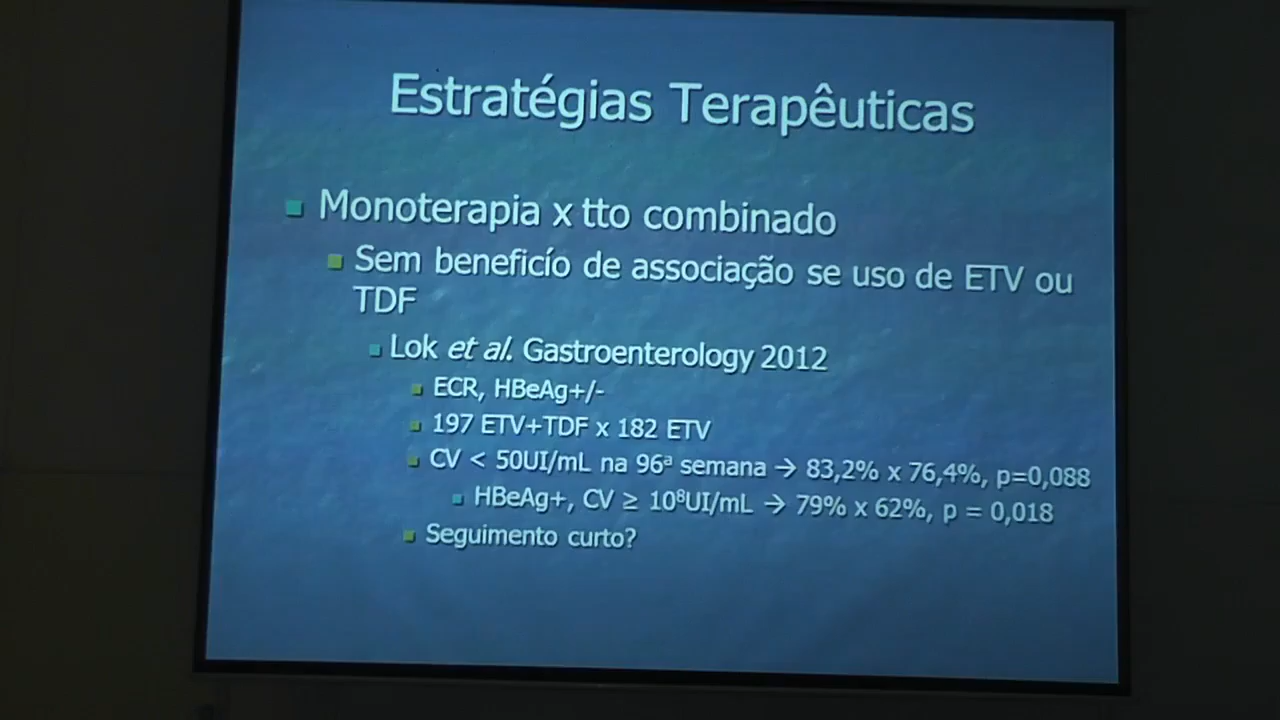 Estratégias Terapêuticas
Monoterapia x tto combinado
Sem benefício de associação se uso de ETV ou
TDF
Lok et al. Gastroenterology 2012
ECR, HBeAg+/-
197 ETV+TDF x 182 ETV
CV < 50UI/mL na 96ª semana → 83,2% x 76,4%, p=0,088
HBeAg+, CV ≥ 10⁸UI/mL → 79% x 62%, p = 0,018
Seguimento curto?